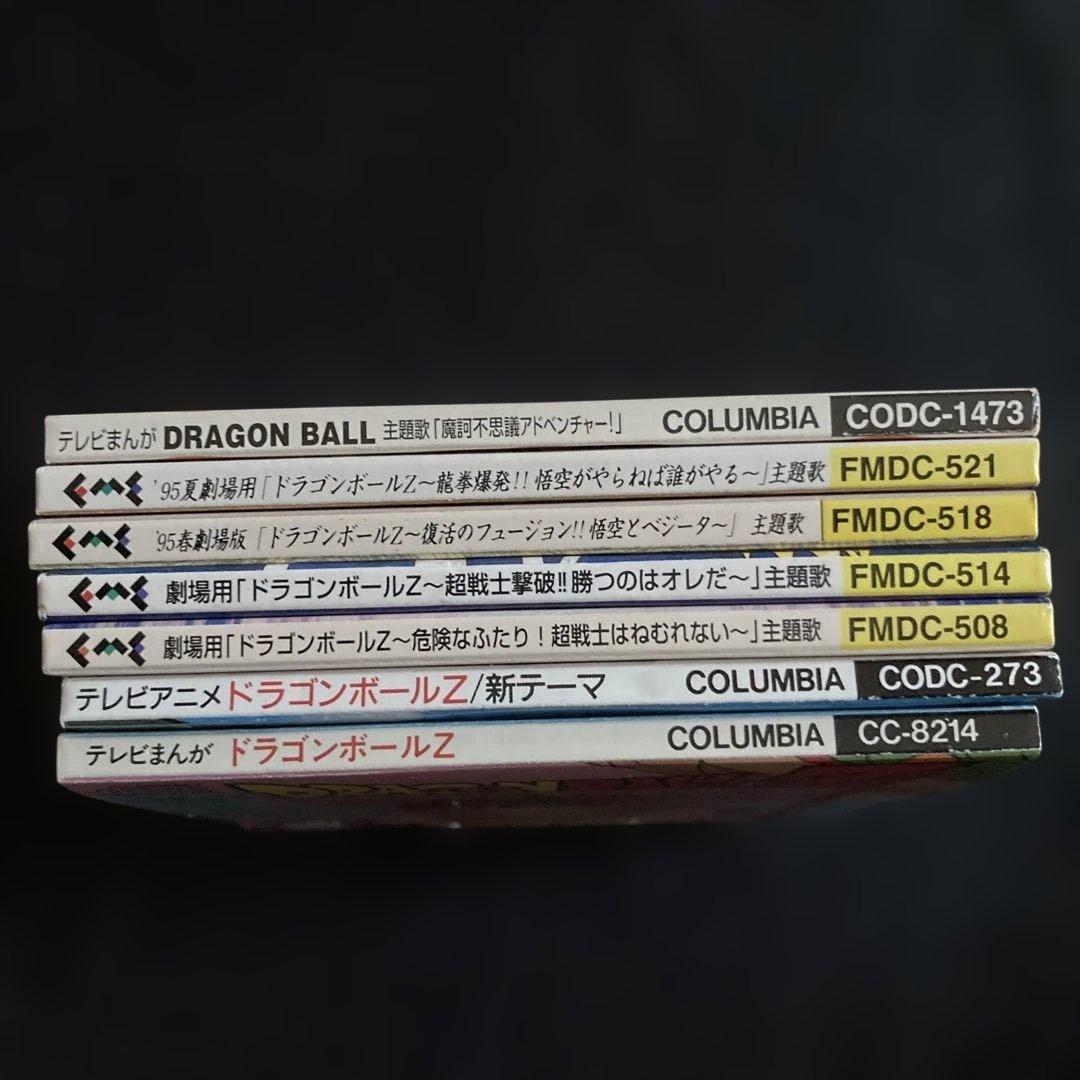 テレビまんが DRAGON BALL 主題歌「魔訶不思議アドベンチャー!」 COLUMBIA CODC-1473
'95夏劇場用「ドラゴンボールZ〜龍拳爆発!!悟空がやらねば誰がやる〜」主題歌 FMDC-521
'95春劇場版「ドラゴンボールZ〜復活のフュージョン!!悟空とベジータ〜」 主題歌 FMDC-518
劇場用「ドラゴンボールZ〜超戦士撃破!!勝つのはオレだ〜」主題歌 FMDC-514
劇場用「ドラゴンボールZ〜危険なふたり!超戦士はねむれない〜」主題歌 FMDC-508
テレビアニメ ドラゴンボールZ/新テーマ COLUMBIA CODC-273
テレビまんが ドラゴンボールZ COLUMBIA CC-8214